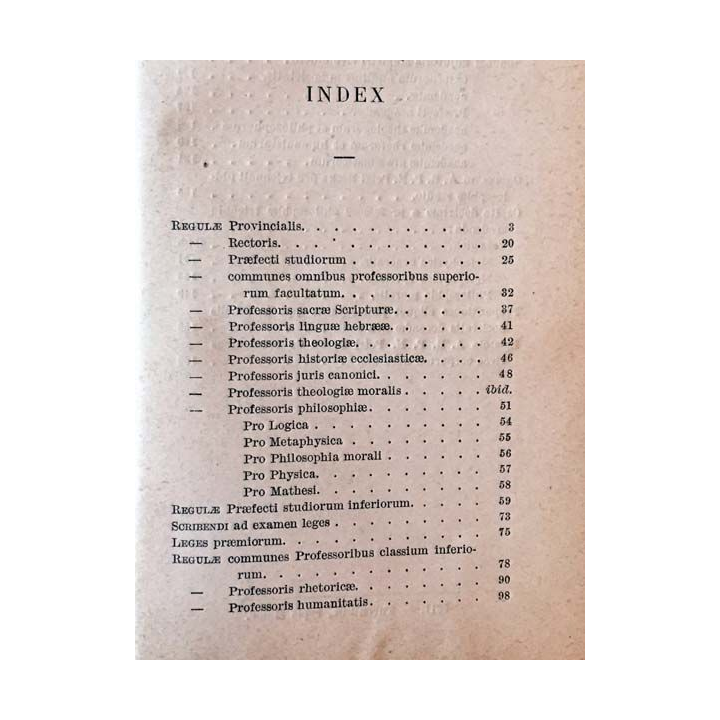 INDEX
REGULÆ Provincialis. . . . . . . . . . . . 3
— Rectoris. . . . . . . . . . . . . 20
— Præfecti studiorum . . . . . . . . . 25
— communes omnibus professoribus superio-
rum facultatum. . . . . . . . . 32
— Professoris sacræ Scripturæ. . . . . . . 37
— Professoris linguæ hebrææ. . . . . . . 41
— Professoris theologiæ. . . . . . . . . 42
— Professoris historiæ ecclesiasticæ. . . . . 46
— Professoris juris canonici. . . . . . . . 48
— Professoris theologiæ moralis . . . . . ibid.
— Professoris philosophiæ. . . . . . . . 51
Pro Logica . . . . . . . . . . . 54
Pro Metaphysica . . . . . . . . . 55
Pro Philosophia morali . . . . . . . 56
Pro Physica. . . . . . . . . . . 57
Pro Mathesi. . . . . . . . . . . 58
REGULÆ Præfecti studiorum inferiorum. . . . . 59
SCRIBENDI ad examen leges . . . . . . . . . 73
LEGES præmiorum. . . . . . . . . . . . 75
REGULÆ communes Professoribus classium inferio-
rum. . . . . . . . . . . . . 78
— Professoris rhetoricæ. . . . . . . . . 90
— Professoris humanitatis. . . . . . . . 98